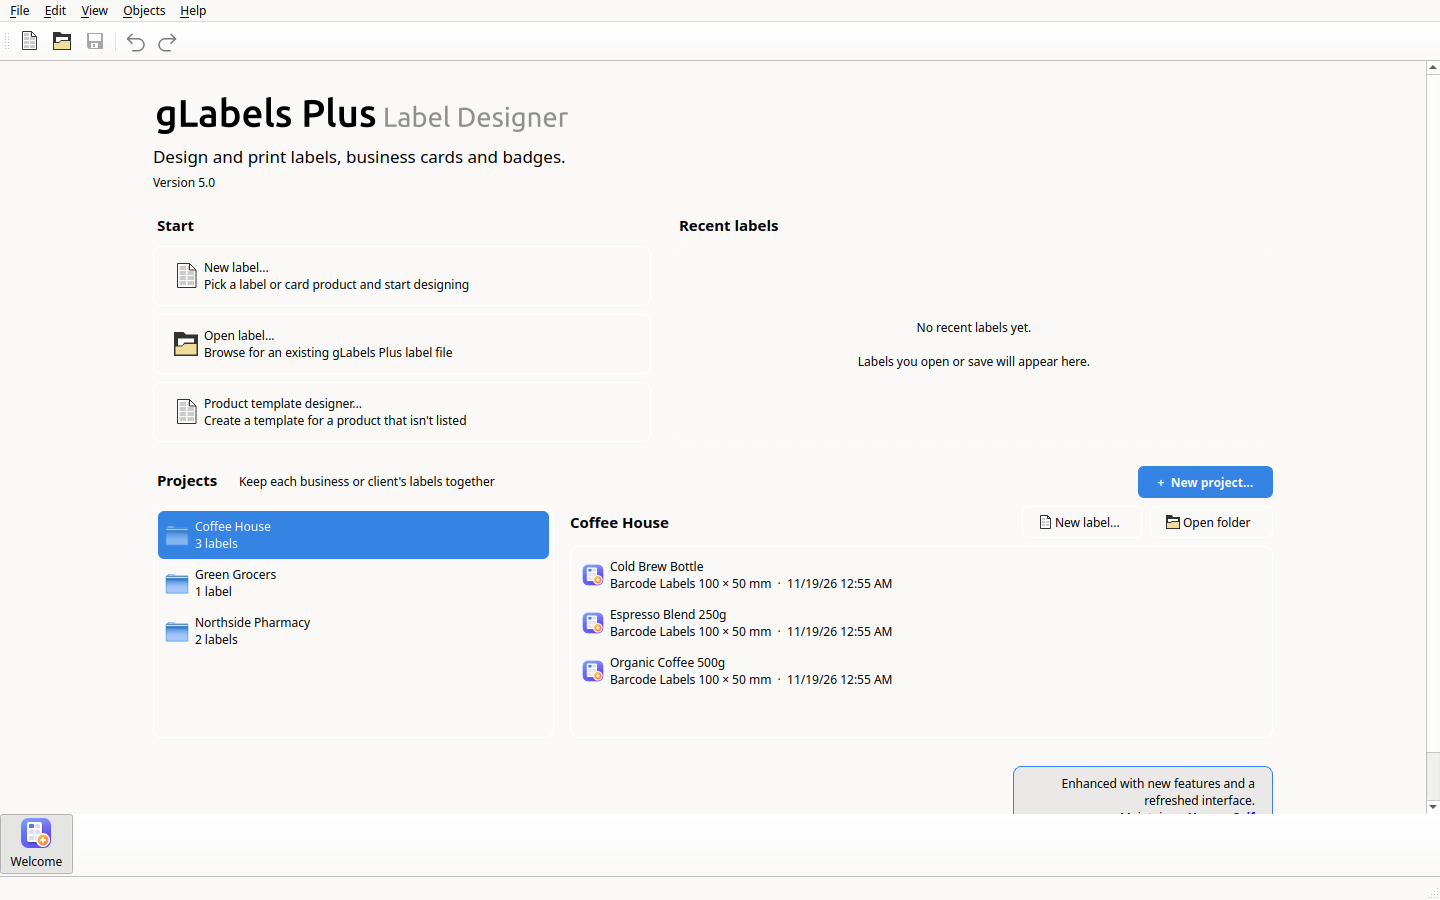 File Edit View Objects Help
gLabels Plus Label Designer
Design and print labels, business cards and badges.
Version 5.0
Start
New label...
Pick a label or card product and start designing
Open label...
Browse for an existing gLabels Plus label file
Product template designer...
Create a template for a product that isn't listed
Recent labels
No recent labels yet.
Labels you open or save will appear here.
Projects Keep each business or client's labels together
+ New project...
Coffee House
3 labels
Green Grocers
1 label
Northside Pharmacy
2 labels
Coffee House
New label... Open folder
Cold Brew Bottle
Barcode Labels 100 × 50 mm · 11/19/26 12:55 AM
Espresso Blend 250g
Barcode Labels 100 × 50 mm · 11/19/26 12:55 AM
Organic Coffee 500g
Barcode Labels 100 × 50 mm · 11/19/26 12:55 AM
Enhanced with new features and a
refreshed interface.
Welcome